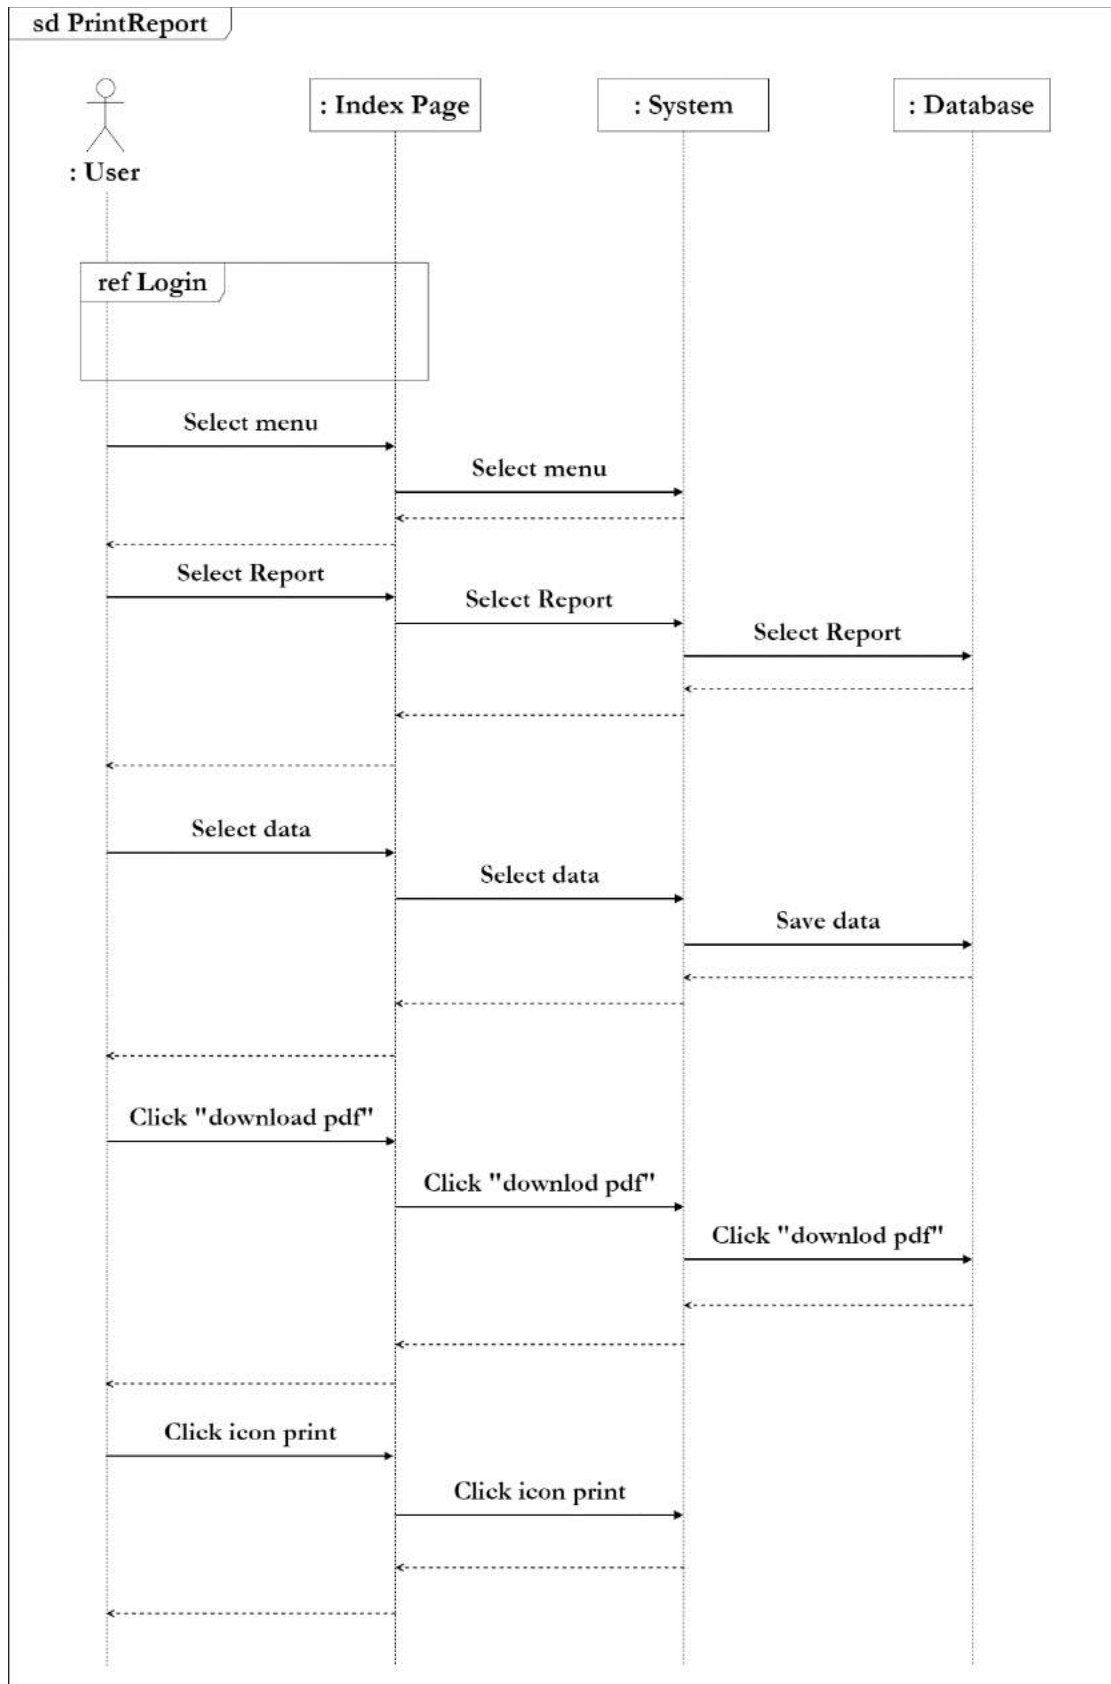 sd PrintReport
: User
: Index Page
: System
: Database
ref Login
Select menu
Select menu
Select Report
Select Report
Select Report
Select data
Select data
Save data
Click "download pdf"
Click "downlod pdf"
Click "downlod pdf"
Click icon print
Click icon print